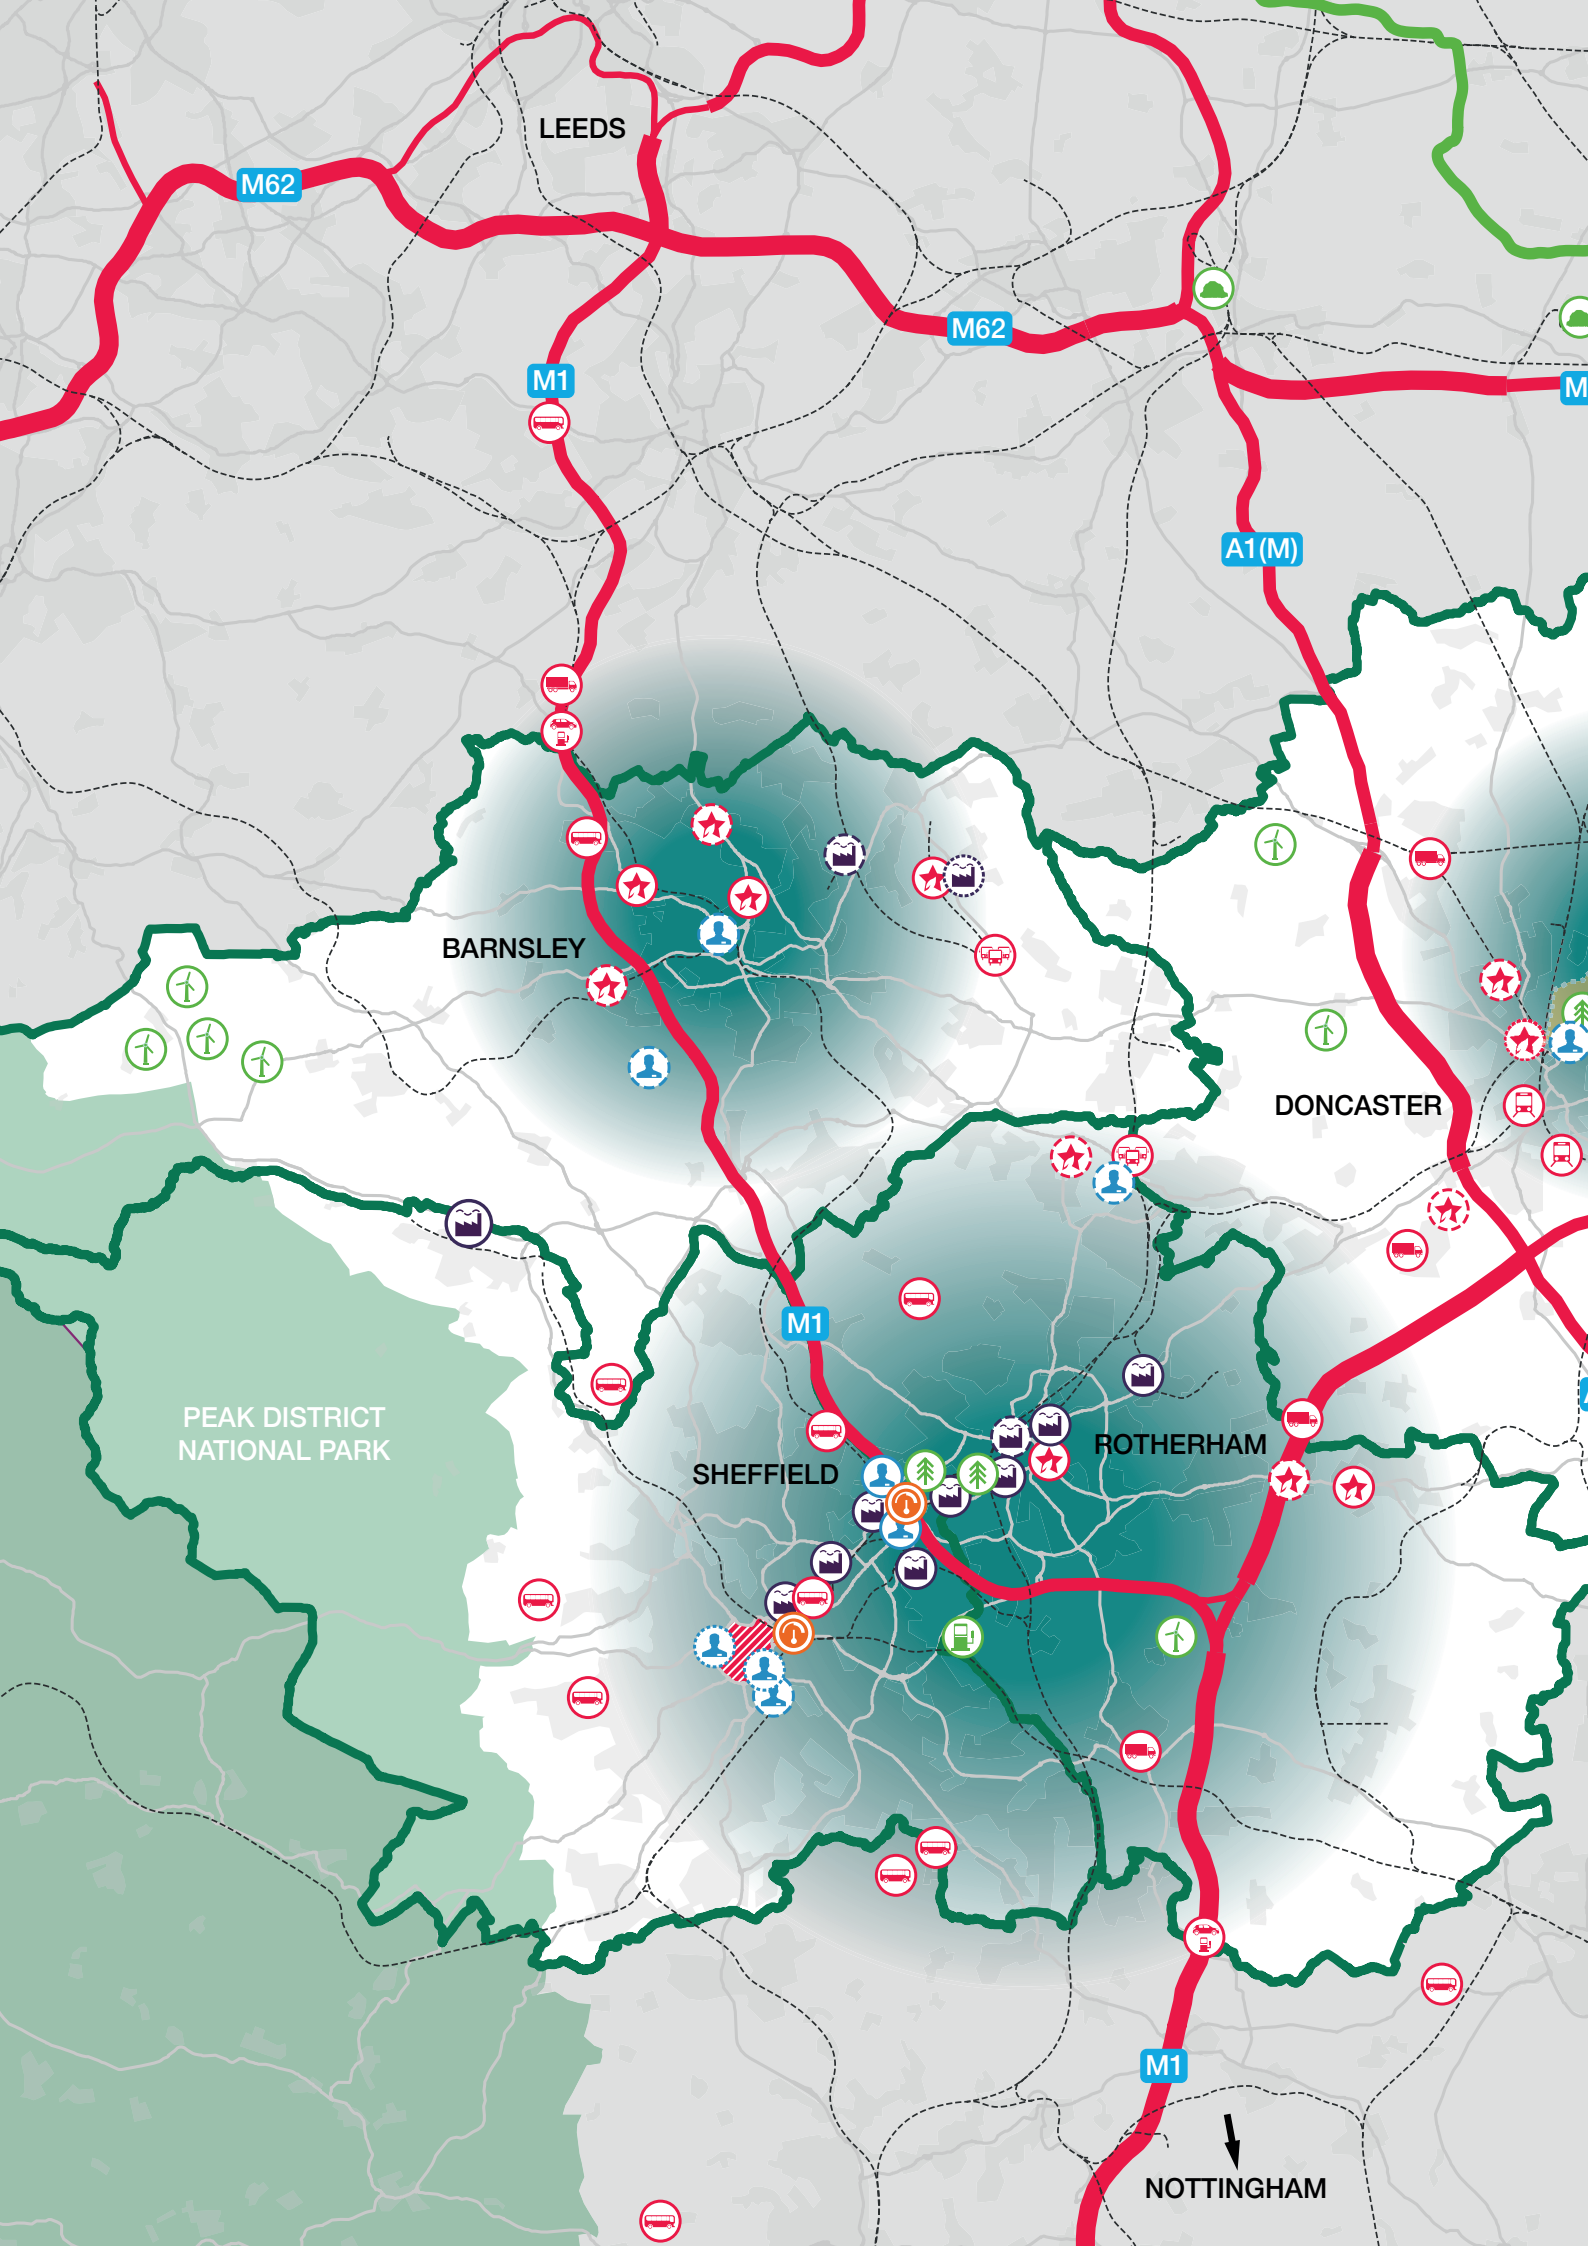 LEEDS
M62
M62
M1
M
A1(M)
BARNSLEY
DONCASTER
M1
PEAK DISTRICT
NATIONAL PARK
SHEFFIELD
ROTHERHAM
A
M1
NOTTINGHAM